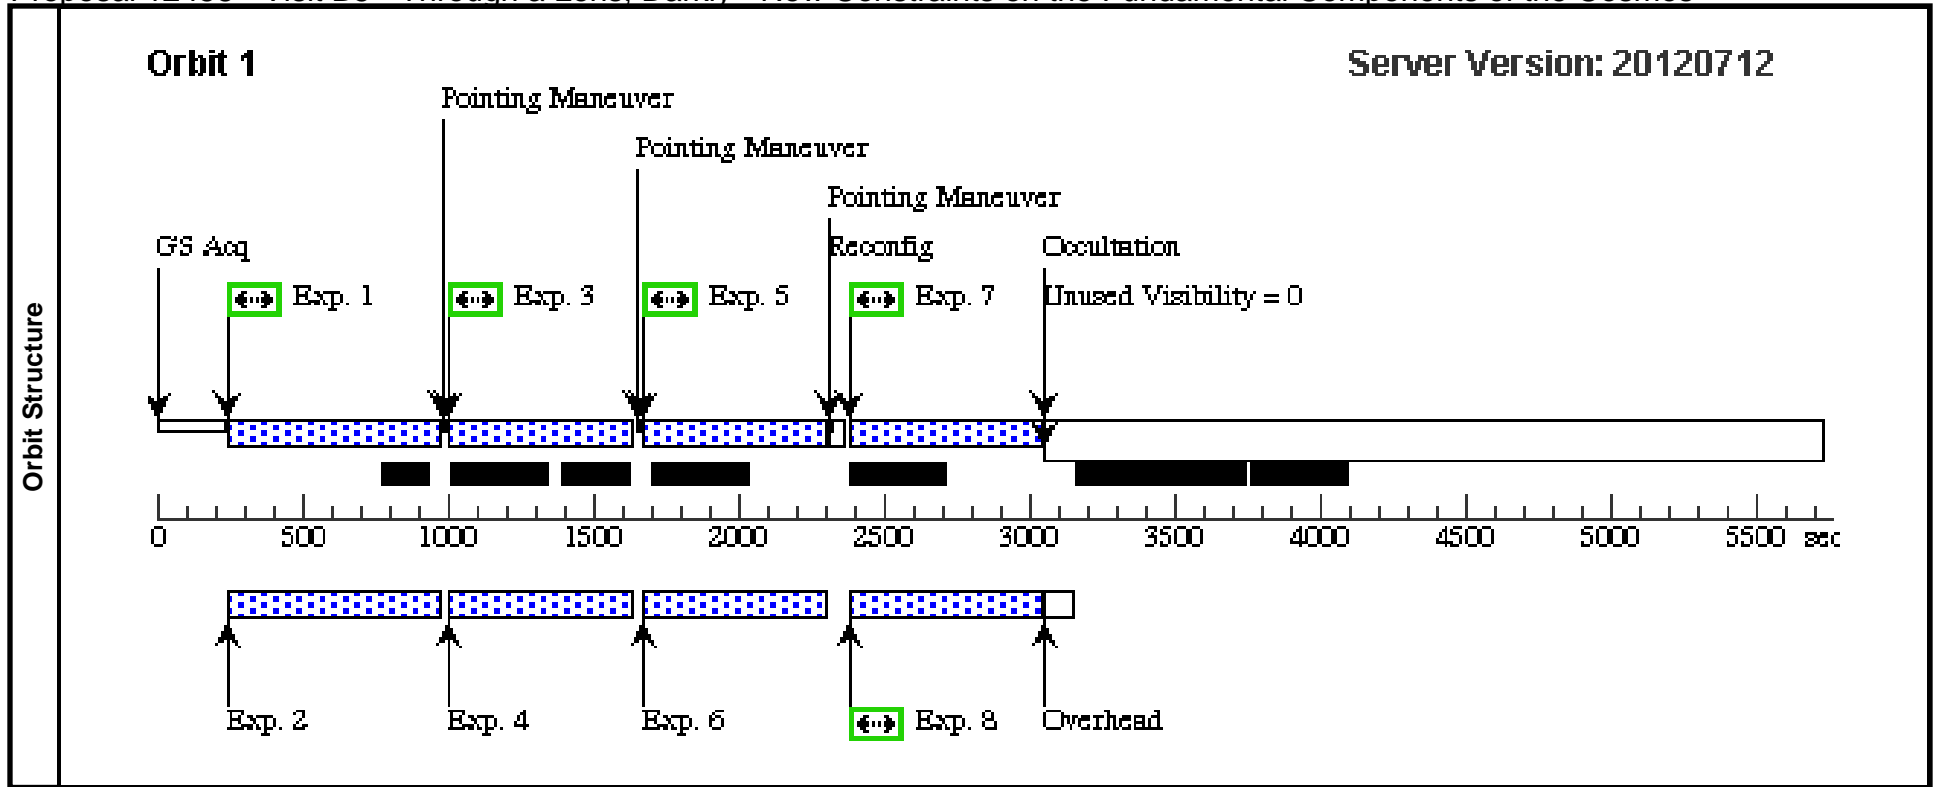 Orbit Structure
Orbit 1
Server Version: 20120712
Pointing Maneuver
Pointing Maneuver
Pointing Maneuver
GS Acq
Reconfig
Occultation
Exp. 1
Exp. 3
Exp. 5
Exp. 7
Unused Visibility = 0
0 500 1000 1500 2000 2500 3000 3500 4000 4500 5000 5500 sec
Exp. 2
Exp. 4
Exp. 6
Exp. 8
Overhead